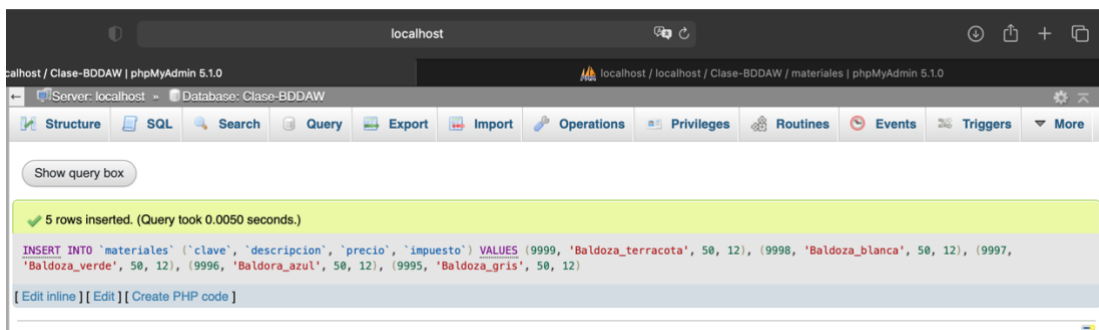 localhost
calhost / Clase-BDDAW | phpMyAdmin 5.1.0
localhost / localhost / Clase-BDDAW / materiales | phpMyAdmin 5.1.0
Server: localhost » Database: Clase-BDDAW
Structure SQL Search Query Export Import Operations Privileges Routines Events Triggers More
Show query box
5 rows inserted. (Query took 0.0050 seconds.)
INSERT INTO `materiales` (`clave`, `descripcion`, `precio`, `impuesto`) VALUES (9999, 'Baldoza_terracota', 50, 12), (9998, 'Baldoza_blanca', 50, 12), (9997,
'Baldoza_verde', 50, 12), (9996, 'Baldora_azul', 50, 12), (9995, 'Baldoza_gris', 50, 12)
[ Edit inline ] [ Edit ] [ Create PHP code ]